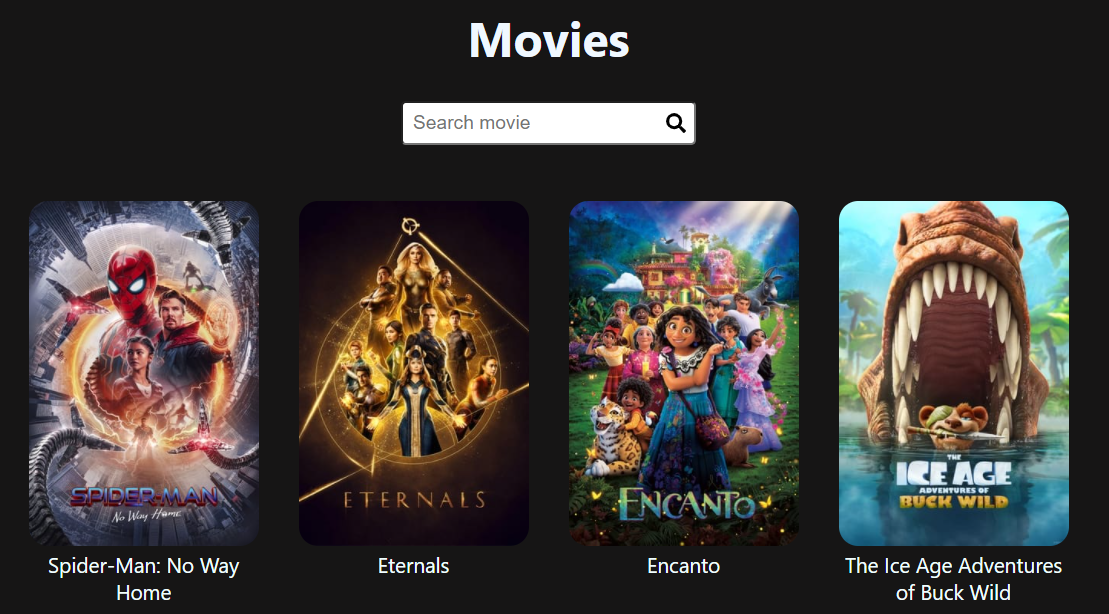 Movies
Search movie
SPIDER-MAN
No Way Home
ETERNALS
ENCANTO
THE
ICE AGE
ADVENTURES OF
BUCK WILD
Spider-Man: No Way
Home
Eternals
Encanto
The Ice Age Adventures
of Buck Wild